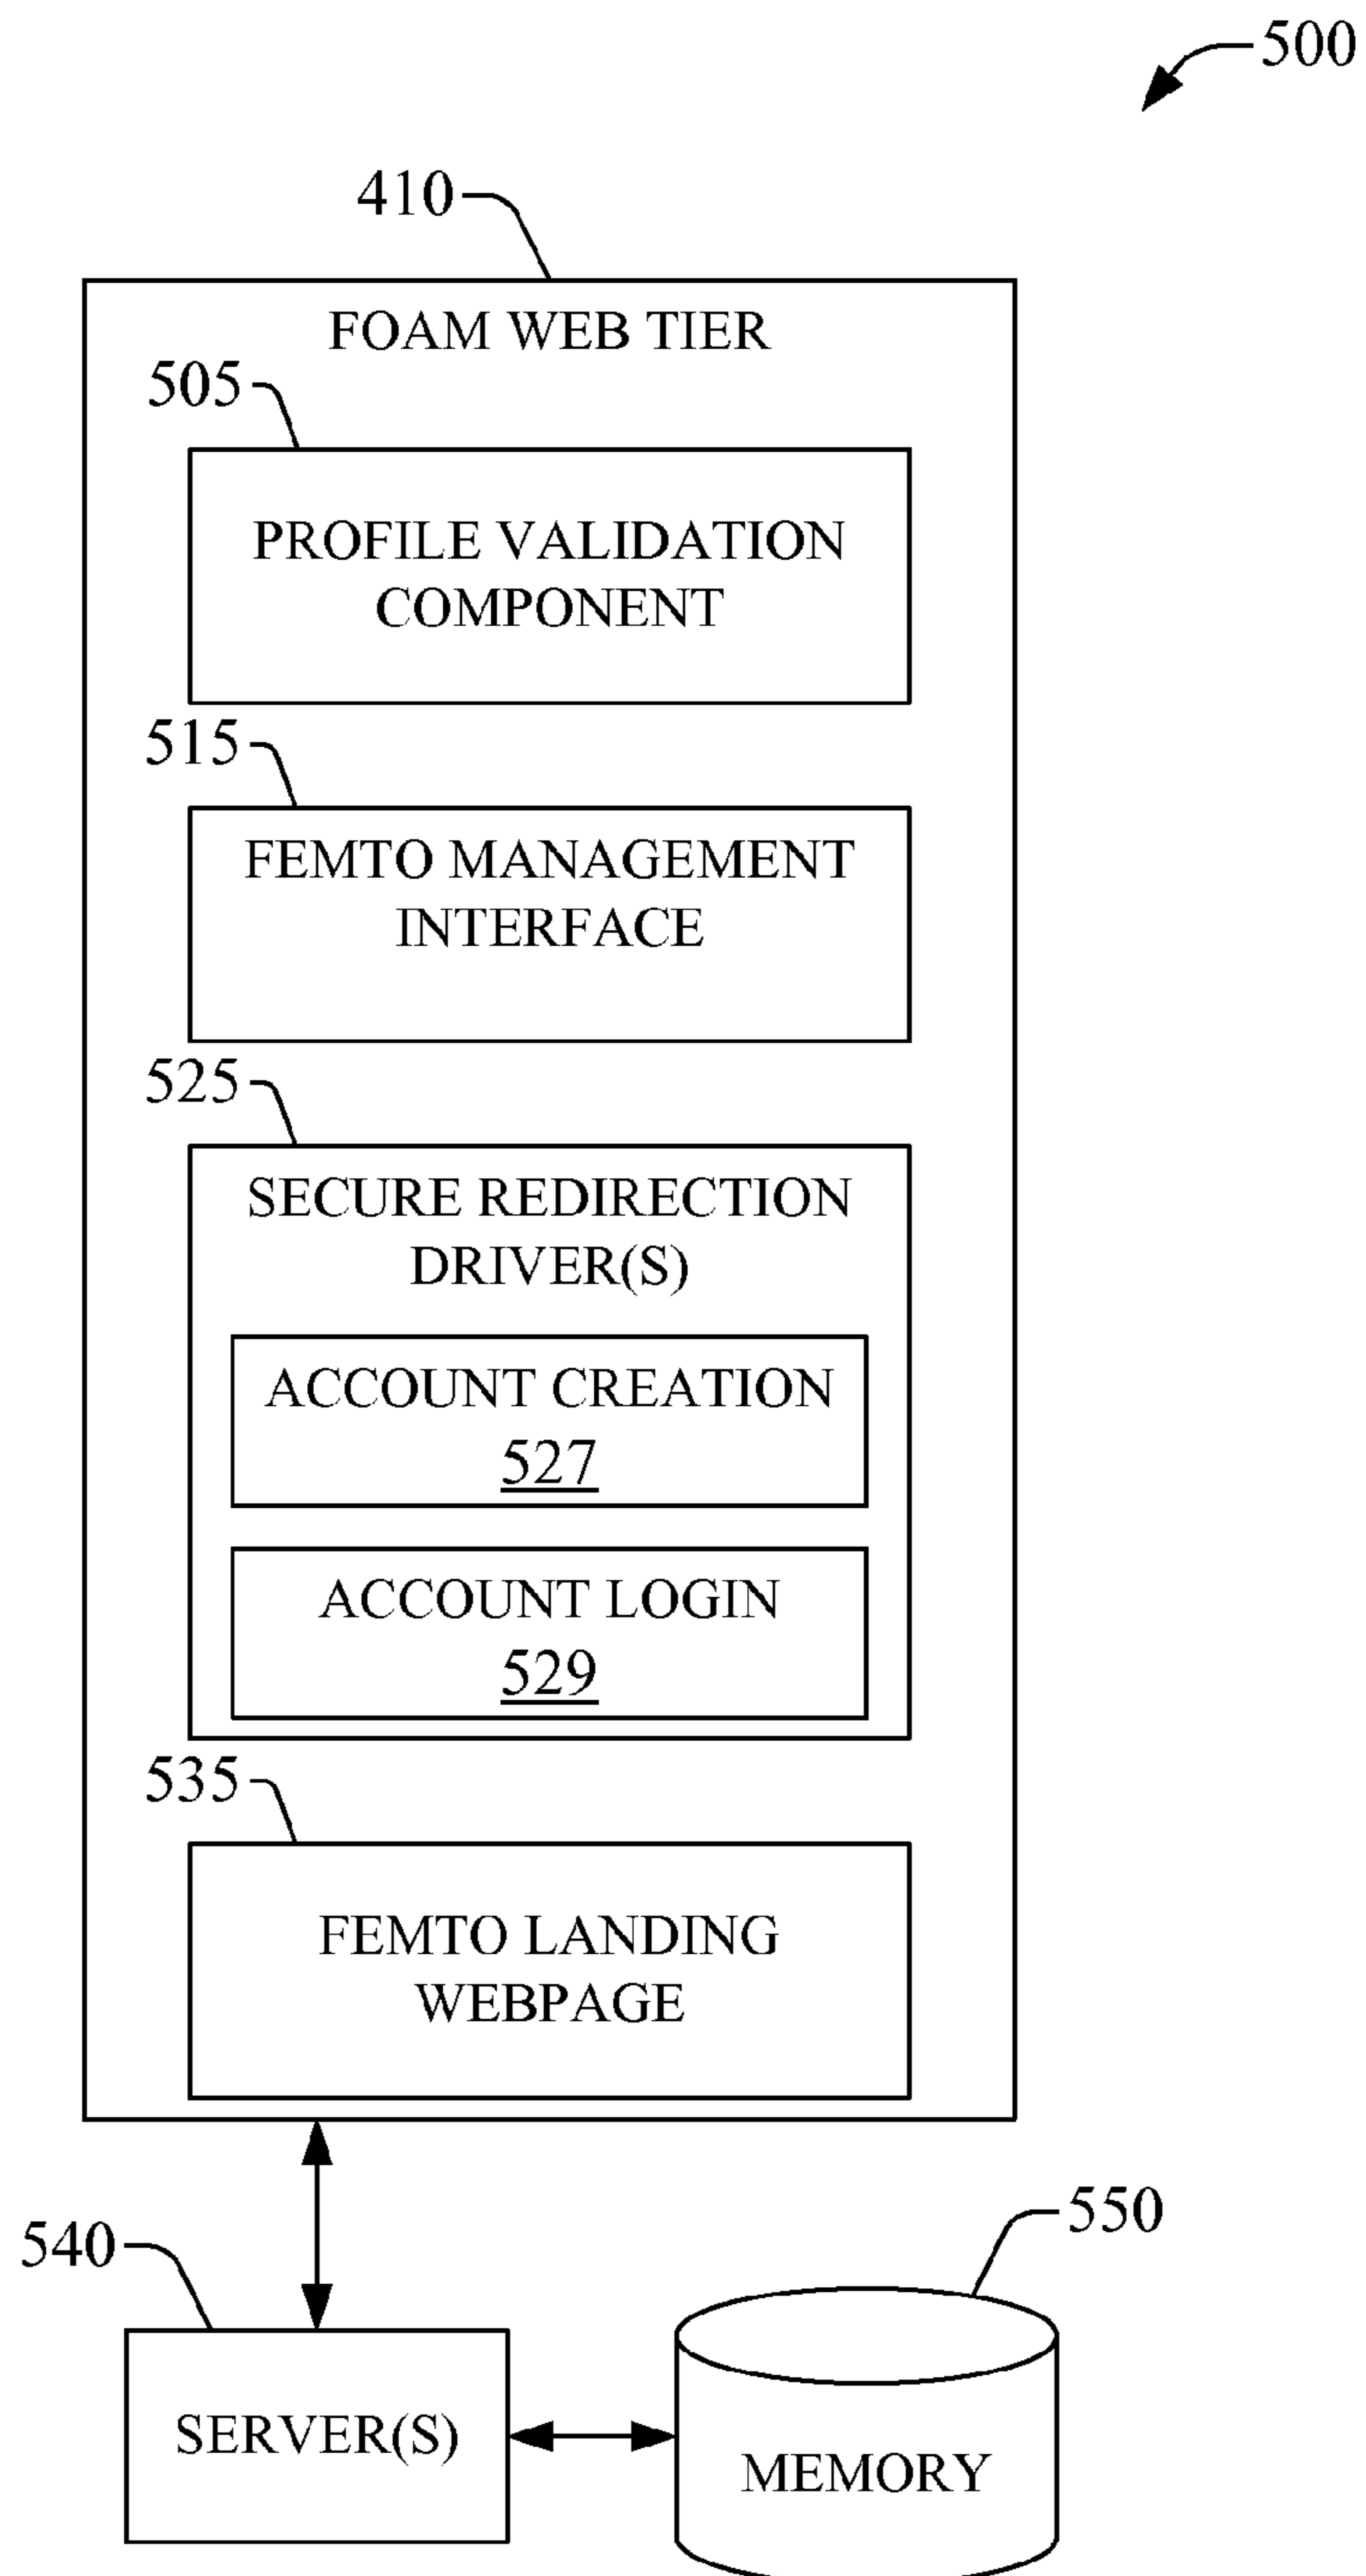 500
410
FOAM WEB TIER
505
PROFILE VALIDATION
COMPONENT
515
FEMTO MANAGEMENT
INTERFACE
525
SECURE REDIRECTION
DRIVER(S)
ACCOUNT CREATION
527
ACCOUNT LOGIN
529
535
FEMTO LANDING
WEBPAGE
550
540
SERVER(S)
MEMORY